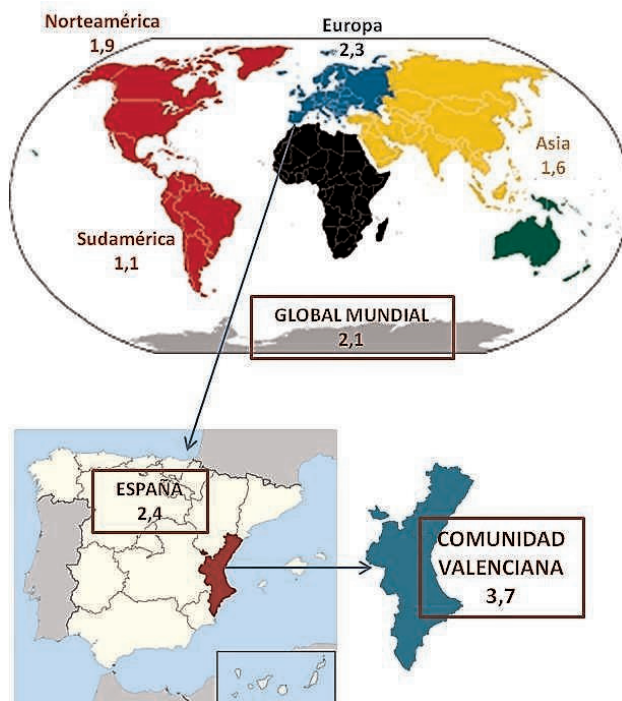 Norteamérica
1,9
Europa
2,3
Asia
1,6
Sudamérica
1,1
GLOBAL MUNDIAL
2,1
ESPAÑA
2,4
COMUNIDAD
VALENCIANA
3,7